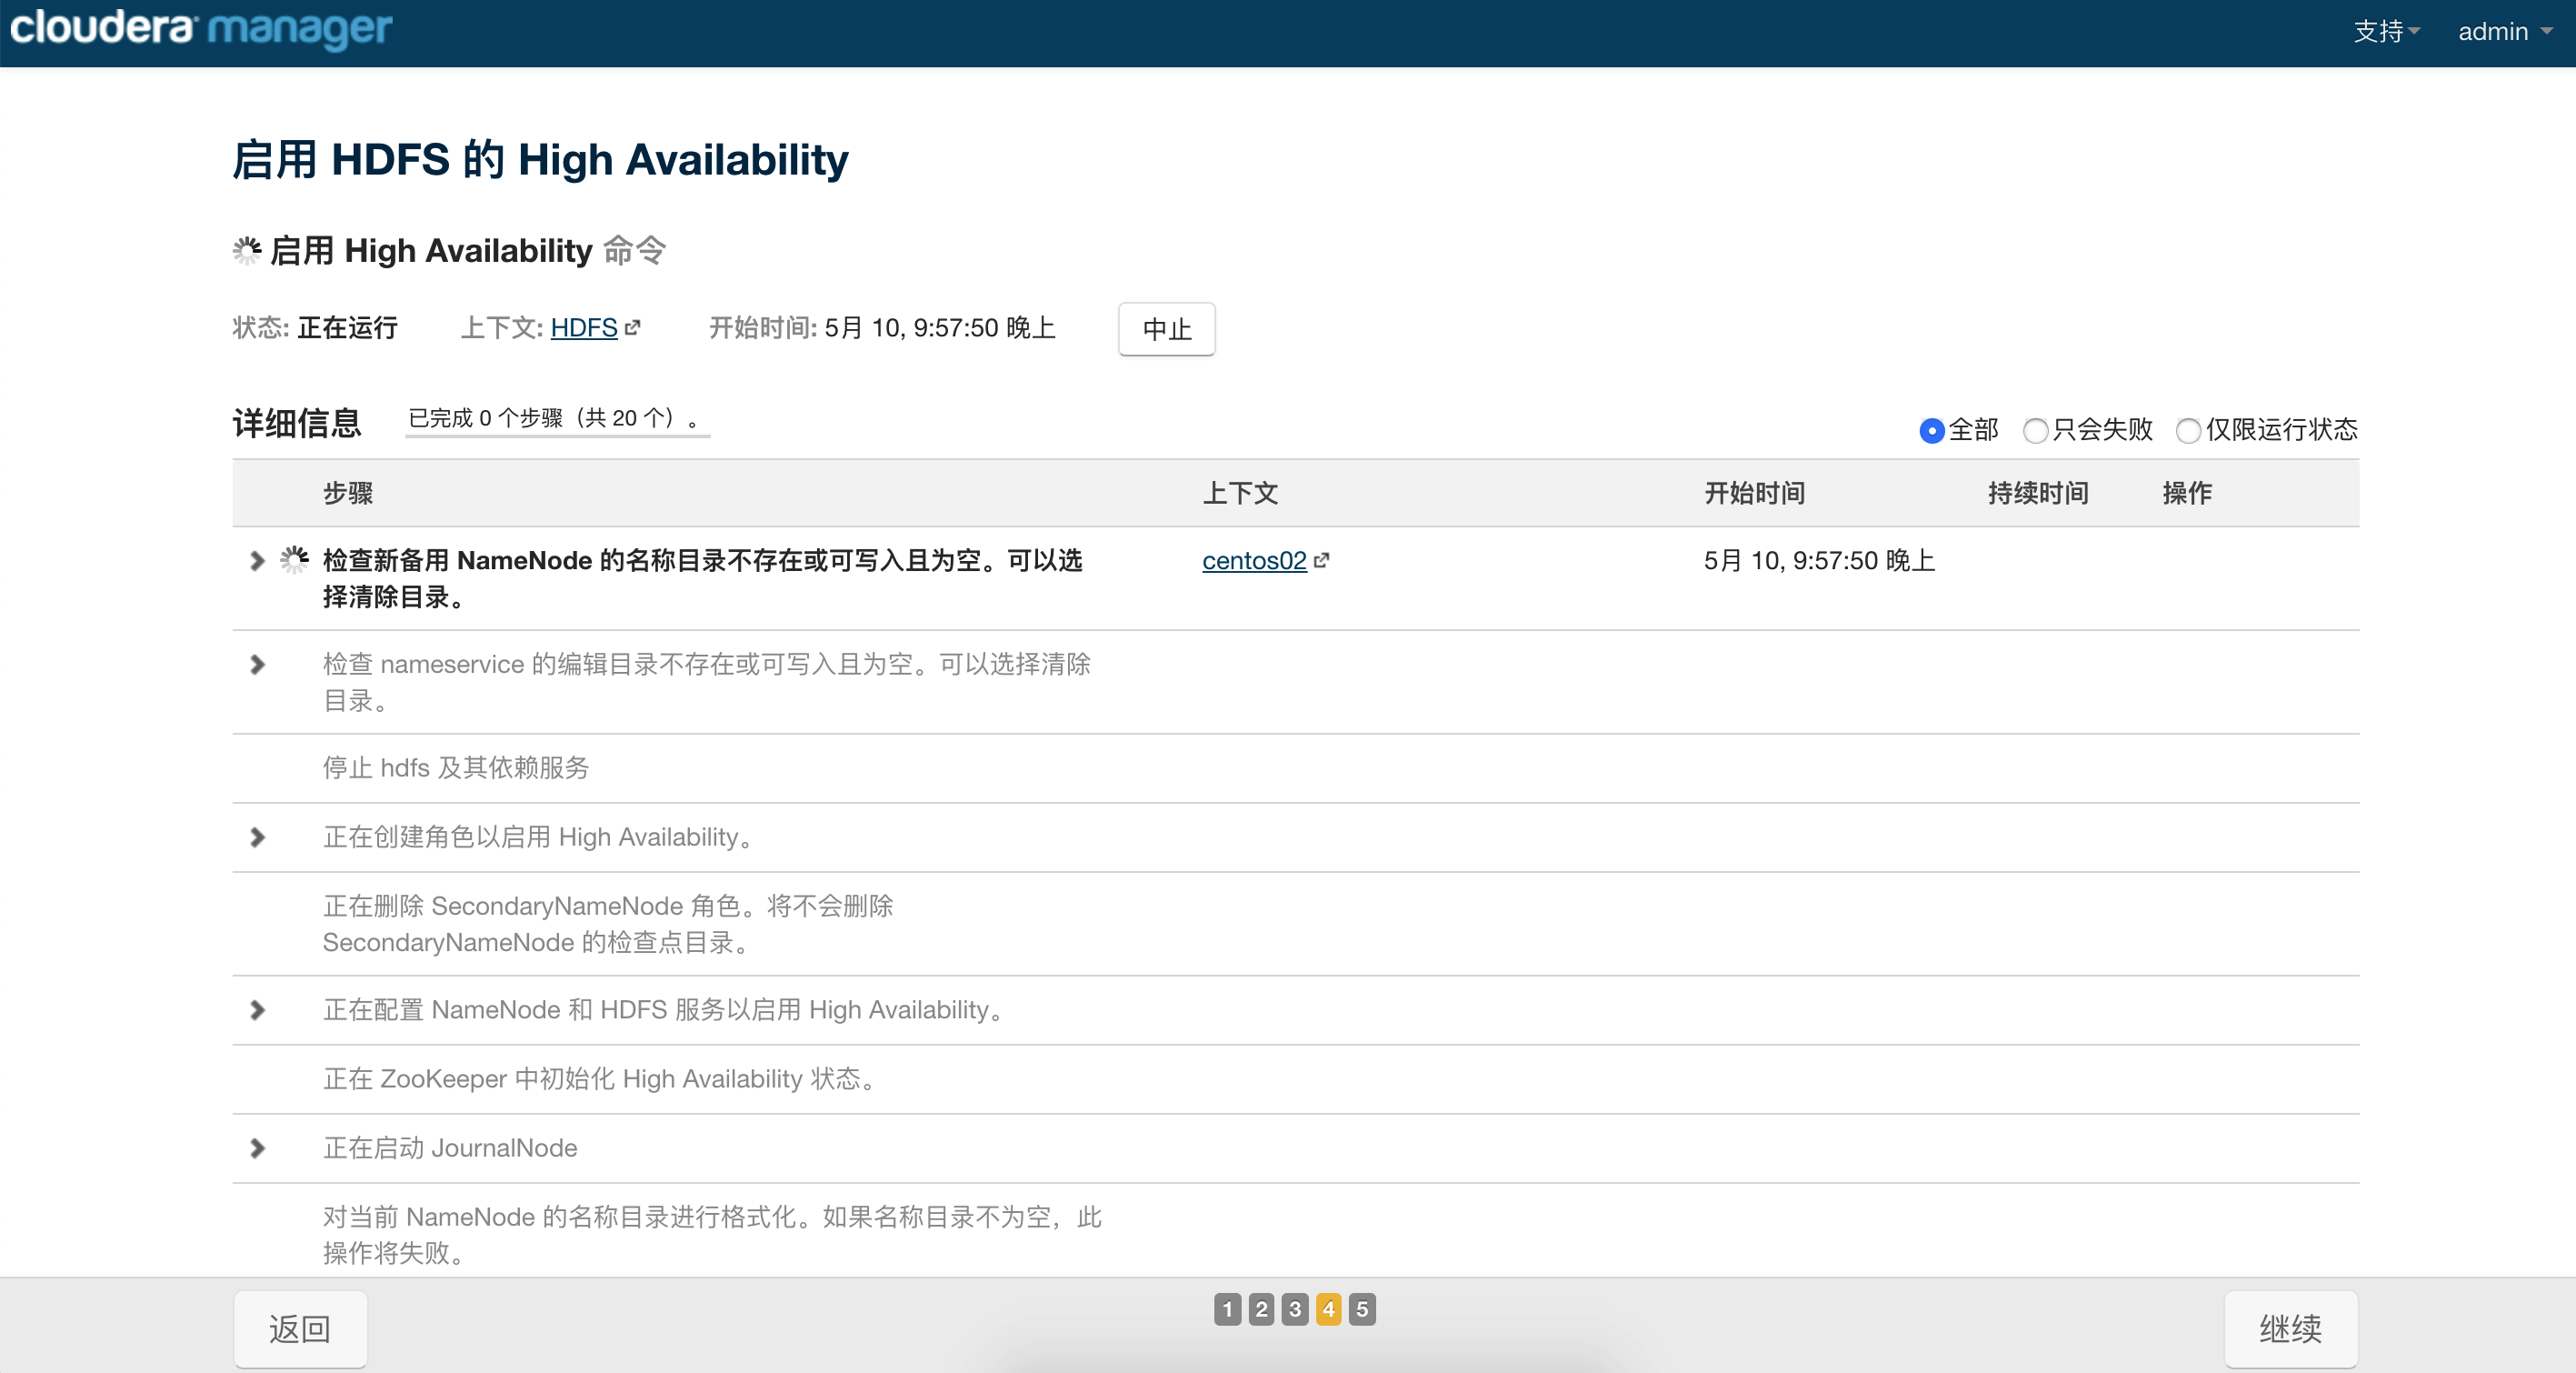 cloudera manager
支持 admin
启用 HDFS 的 High Availability
启用 High Availability 命令
状态: 正在运行 上下文: HDFS 开始时间: 5月 10, 9:57:50 晚上 中止
详细信息 已完成 0 个步骤（共 20 个）。 全部 只会失败 仅限运行状态
步骤 上下文 开始时间 持续时间 操作
检查新备用 NameNode 的名称目录不存在或可写入且为空。可以选 centos02 5月 10, 9:57:50 晚上
择清除目录。
检查 nameservice 的编辑目录不存在或可写入且为空。可以选择清除
目录。
停止 hdfs 及其依赖服务
正在创建角色以启用 High Availability。
正在删除 SecondaryNameNode 角色。将不会删除
SecondaryNameNode 的检查点目录。
正在配置 NameNode 和 HDFS 服务以启用 High Availability。
正在 ZooKeeper 中初始化 High Availability 状态。
正在启动 JournalNode
对当前 NameNode 的名称目录进行格式化。如果名称目录不为空，此
操作将失败。
返回 1 2 3 4 5 继续